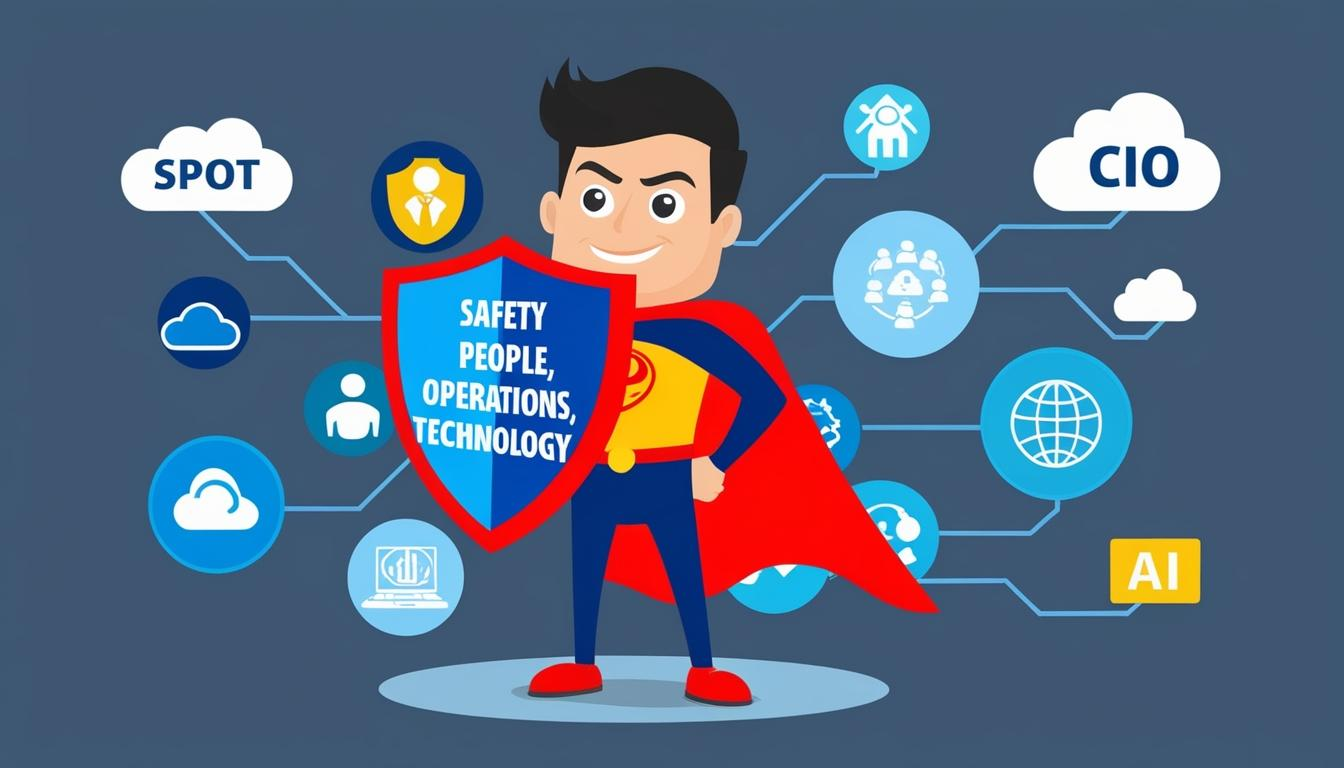 SPOT
CIO
SAFETY
PEOPLE,
OPERATIONS,
TECHNOLOGY
AI